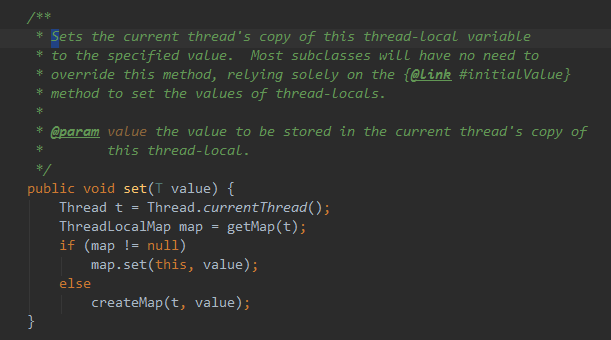 /**
 * Sets the current thread's copy of this thread-local variable
 * to the specified value.  Most subclasses will have no need to
 * override this method, relying solely on the {@link #initialValue}
 * method to set the values of thread-locals.
 *
 * @param value the value to be stored in the current thread's copy of
 *        this thread-local.
 */
public void set(T value) {
    Thread t = Thread.currentThread();
    ThreadLocalMap map = getMap(t);
    if (map != null)
        map.set(this, value);
    else
        createMap(t, value);
}